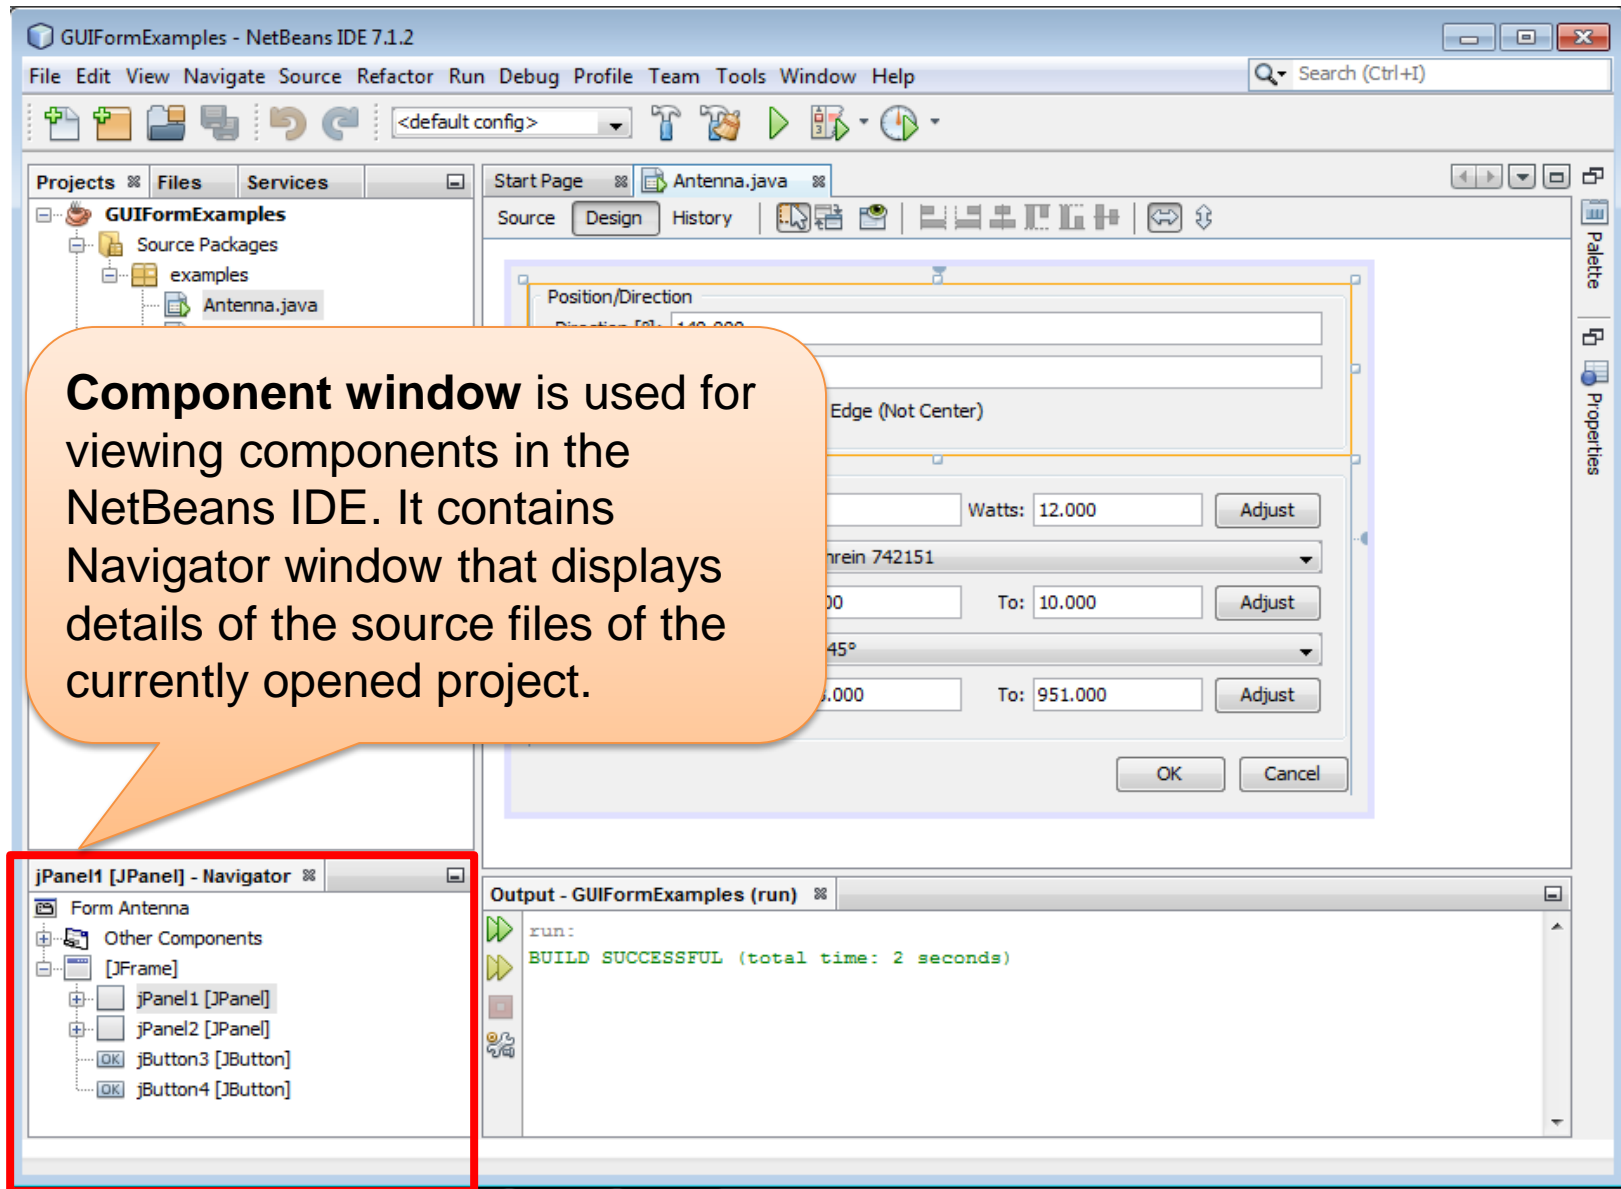 GUIFormExamples - NetBeans IDE 7.1.2
File Edit View Navigate Source Refactor Run Debug Profile Team Tools Window Help
Search (Ctrl+I)
<default config>
Projects Files Services
GUIFormExamples
Source Packages
examples
Antenna.java
Start Page Antenna.java
Source Design History
Palette
Properties
Position/Direction
Component window is used for
viewing components in the
NetBeans IDE. It contains
Navigator window that displays
details of the source files of the
currently opened project.
Edge (Not Center)
Watts: 12.000 Adjust
742151
To: 10.000 Adjust
45°
To: 951.000 Adjust
OK Cancel
jPanel1 [JPanel] - Navigator
Form Antenna
Other Components
[JFrame]
jPanel1 [JPanel]
jPanel2 [JPanel]
OK jButton3 [JButton]
OK jButton4 [JButton]
Output - GUIFormExamples (run)
run:
BUILD SUCCESSFUL (total time: 2 seconds)